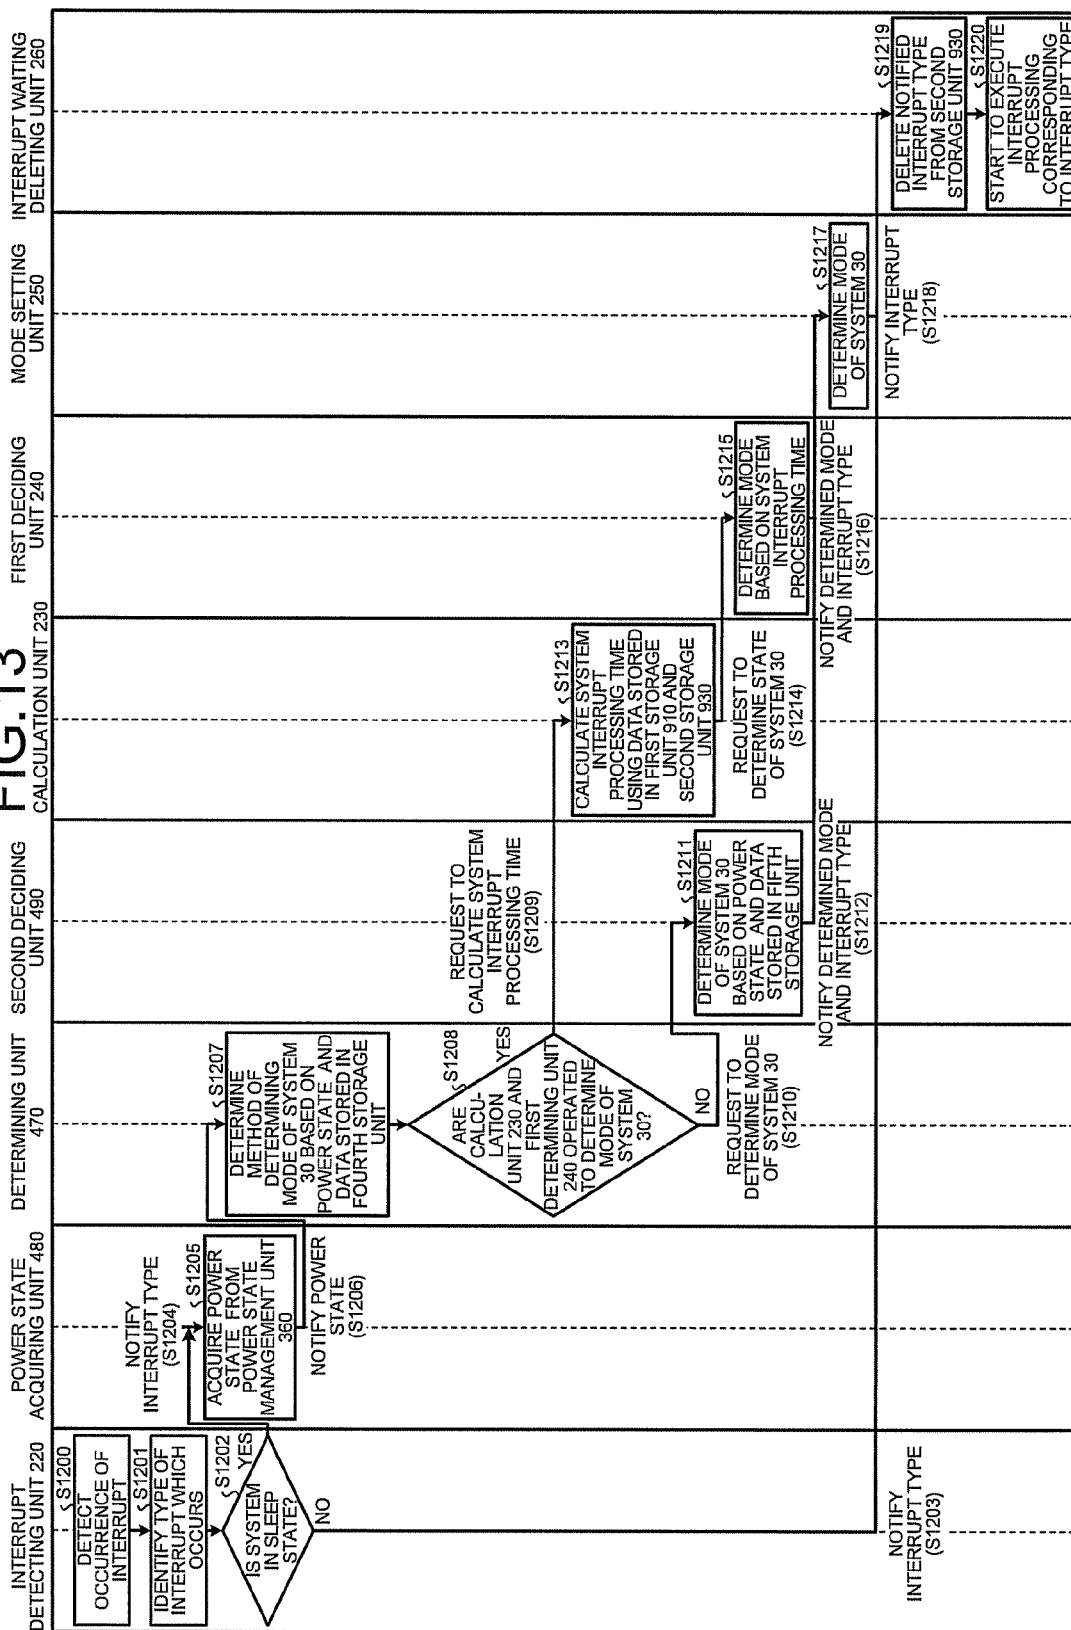 FIG.13
INTERRUPT
DETECTING UNIT 220
POWER STATE
ACQUIRING UNIT 480
DETERMINING UNIT
470
SECOND DECIDING
UNIT 490
CALCULATION UNIT 230
FIRST DECIDING
UNIT 240
MODE SETTING
UNIT 250
INTERRUPT WAITING
DELETING UNIT 260
S1200
DETECT
OCCURRENCE OF
INTERRUPT
S1201
IDENTIFY TYPE OF
INTERRUPT WHICH
OCCURS
S1202
IS SYSTEM
IN SLEEP
STATE?
YES
NO
NOTIFY
INTERRUPT TYPE
(S1203)
NOTIFY
INTERRUPT TYPE
(S1204)
S1205
ACQUIRE POWER
STATE FROM
POWER STATE
MANAGEMENT UNIT
360
NOTIFY POWER
STATE
(S1206)
S1207
DETERMINE
METHOD OF
DETERMINING
MODE OF SYSTEM
30 BASED ON
POWER STATE AND
DATA STORED IN
FOURTH STORAGE
UNIT
S1208
ARE
CALCU-
LATION
UNIT 230 AND
FIRST
DETERMINING UNIT
240 OPERATED
TO DETERMINE
MODE OF
SYSTEM
30?
YES
NO
REQUEST TO
DETERMINE MODE
OF SYSTEM 30
(S1210)
REQUEST TO
CALCULATE SYSTEM
INTERRUPT
PROCESSING TIME
(S1209)
S1211
DETERMINE MODE
OF SYSTEM 30
BASED ON POWER
STATE AND DATA
STORED IN FIFTH
STORAGE UNIT
NOTIFY DETERMINED MODE
AND INTERRUPT TYPE
(S1212)
S1213
CALCULATE SYSTEM
INTERRUPT
PROCESSING TIME
USING DATA STORED
IN FIRST STORAGE
UNIT 910 AND
SECOND STORAGE
UNIT 930
REQUEST TO
DETERMINE STATE
OF SYSTEM 30
(S1214)
S1215
DETERMINE MODE
BASED ON SYSTEM
INTERRUPT
PROCESSING TIME
NOTIFY DETERMINED MODE
AND INTERRUPT TYPE
(S1216)
S1217
DETERMINE MODE
OF SYSTEM 30
NOTIFY INTERRUPT
TYPE
(S1218)
S1219
DELETE NOTIFIED
INTERRUPT TYPE
FROM SECOND
STORAGE UNIT 930
S1220
START TO EXECUTE
INTERRUPT
PROCESSING
CORRESPONDING
TO INTERRUPT TYPE